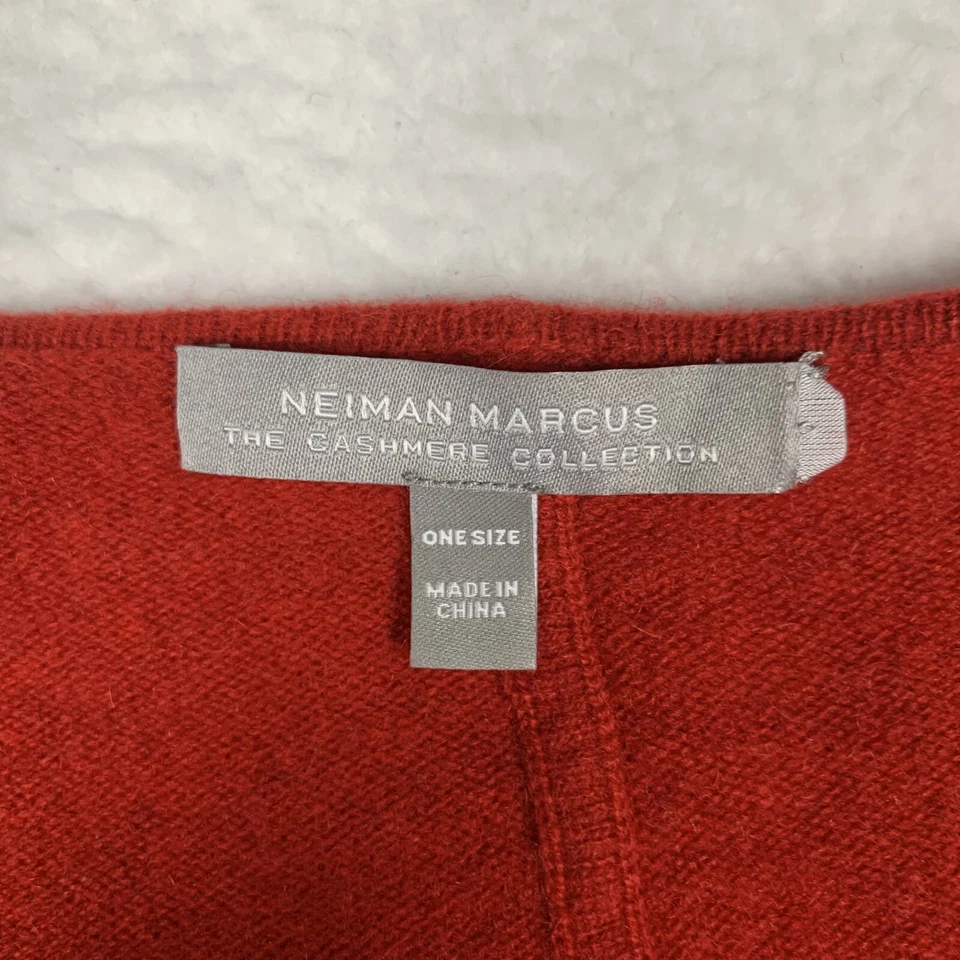 NEIMAN MARCUS
THE CASHMERE COLLECTION
ONE SIZE
MADE IN
CHINA